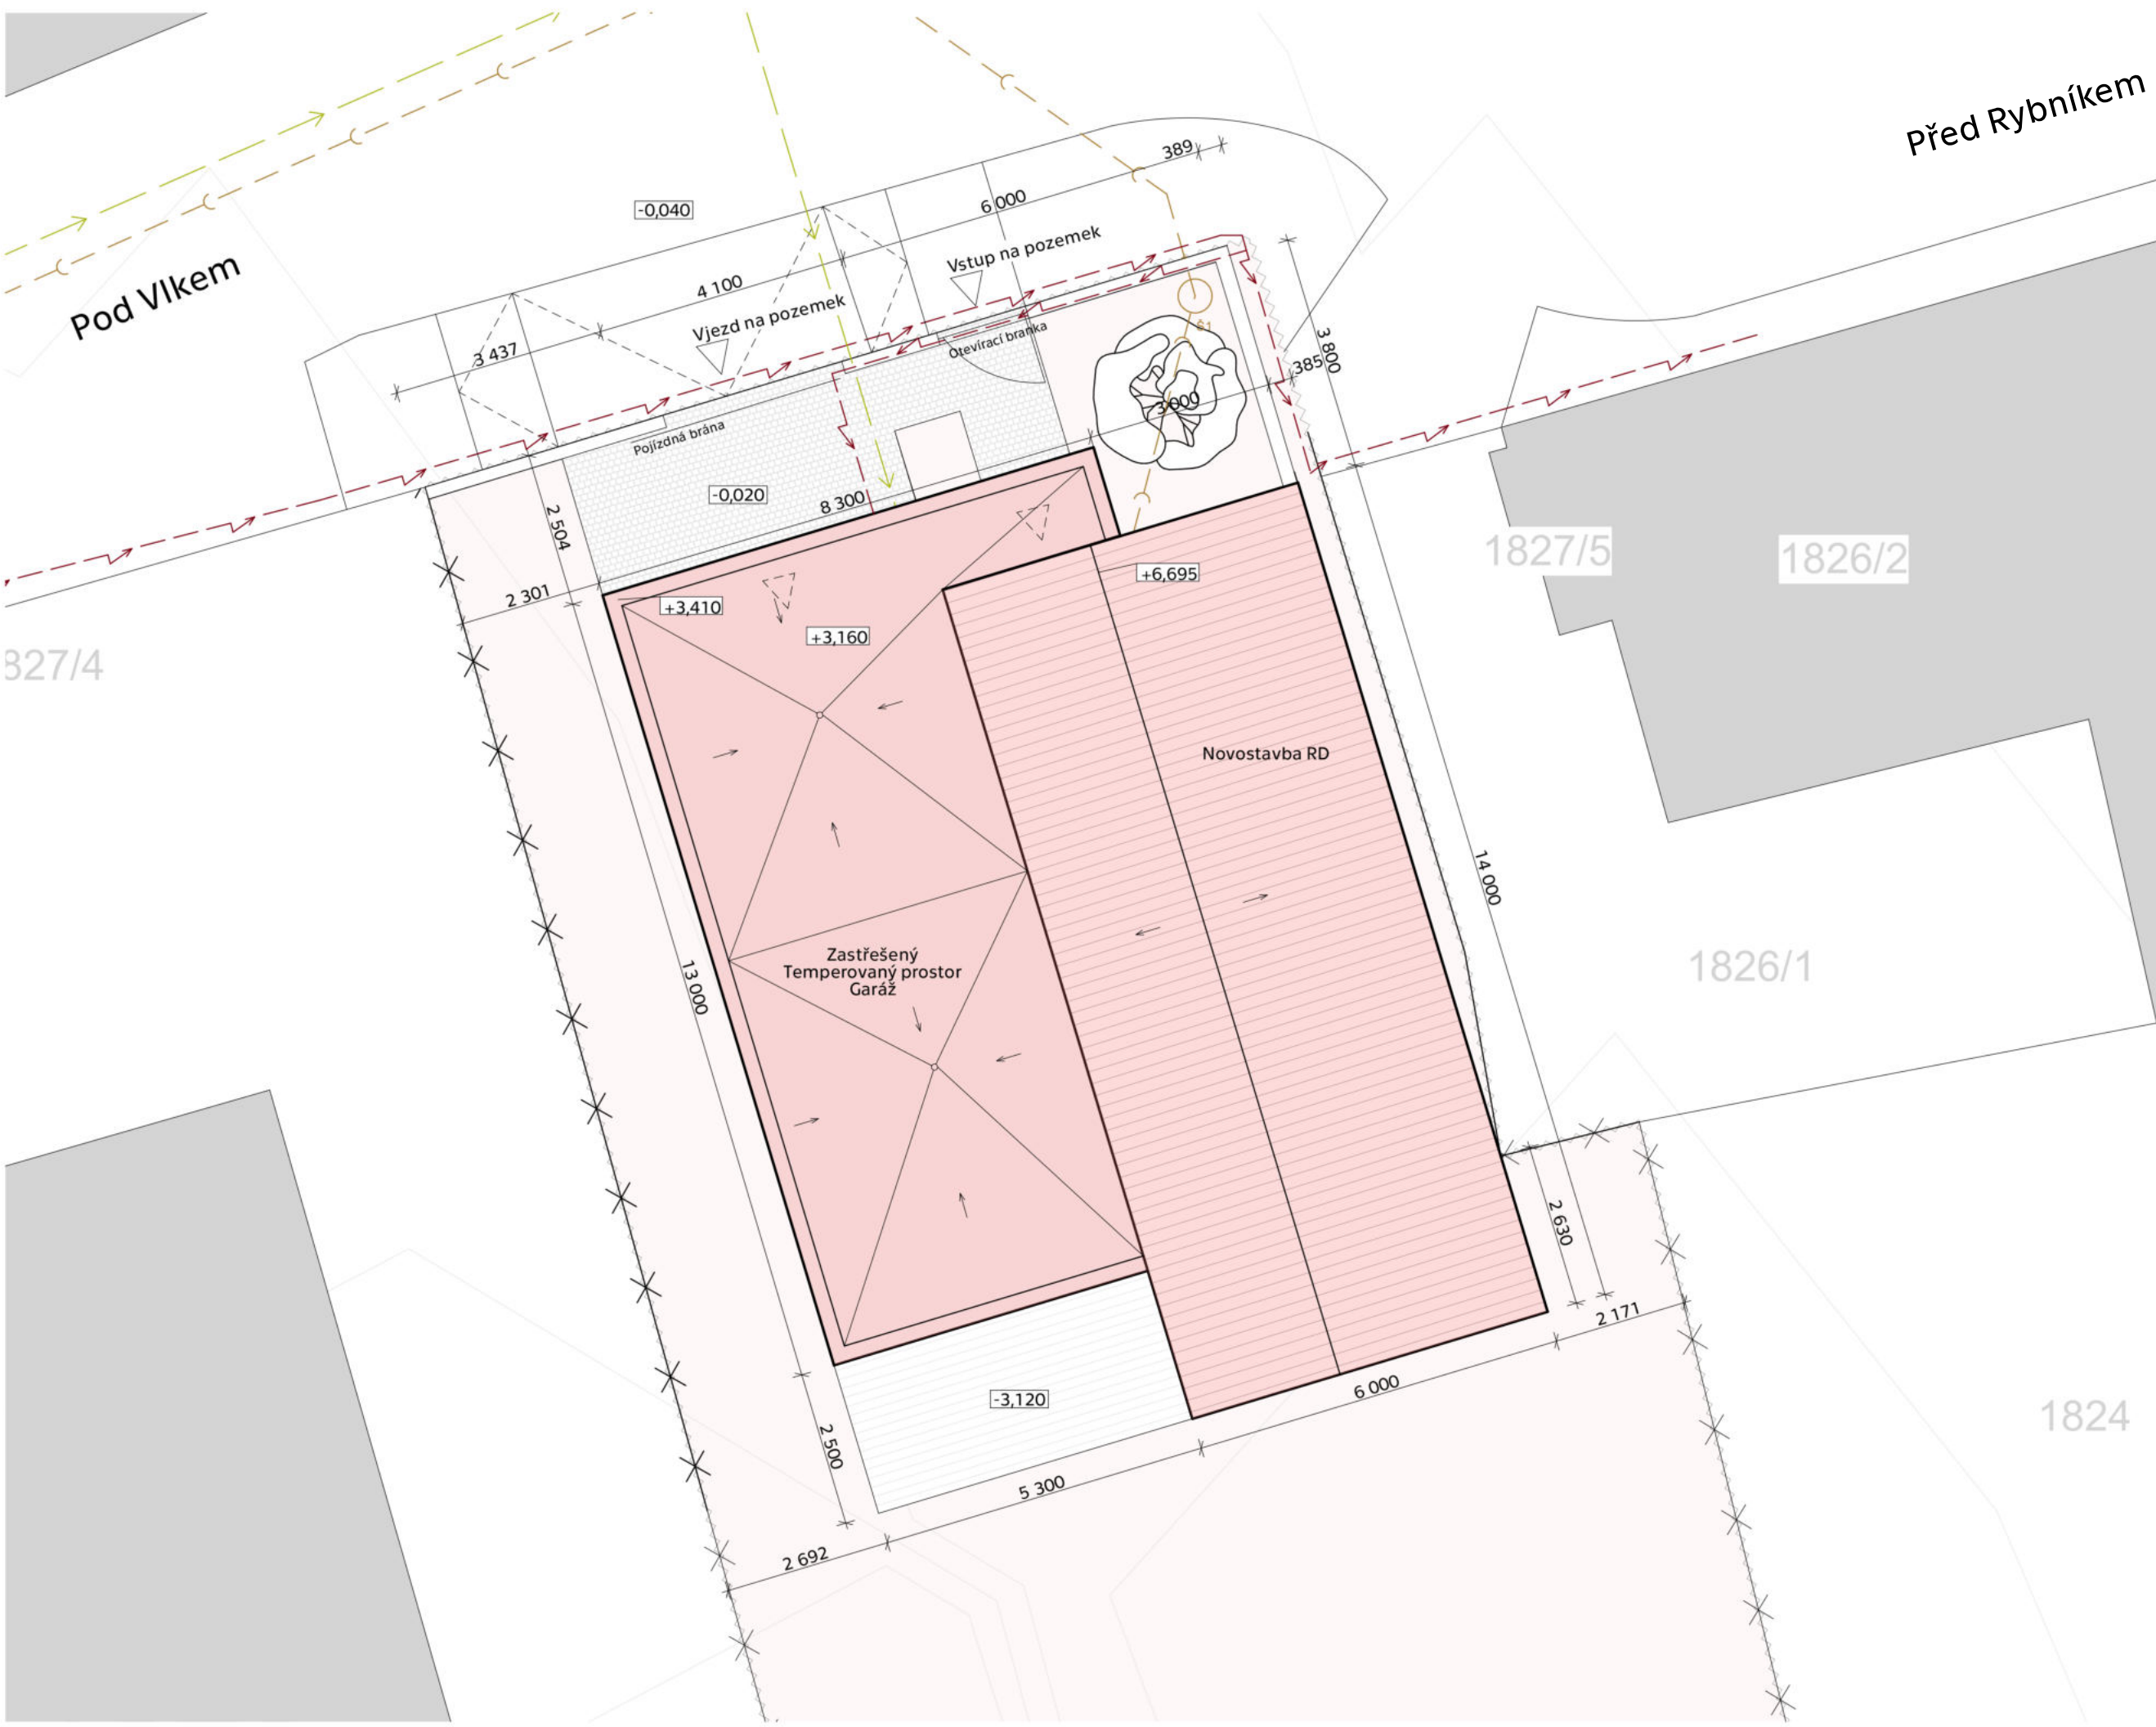 Před Rybníkem
389
-0,040
6 000
Vstup na pozemek
Pod Vlkem
4 100
Vjezd na pozemek
3 437
Otevírací branka
Š1
3 800
385
3 000
Pojízdná brána
-0,020
8 300
2 504
1827/5
1826/2
+6,695
2 301
+3,410
+3,160
827/4
Novostavba RD
14 000
Zastřešený
Temperovaný prostor
Garáž
1826/1
13 000
2 630
2 171
6 000
-3,120
1824
2 500
5 300
2 692